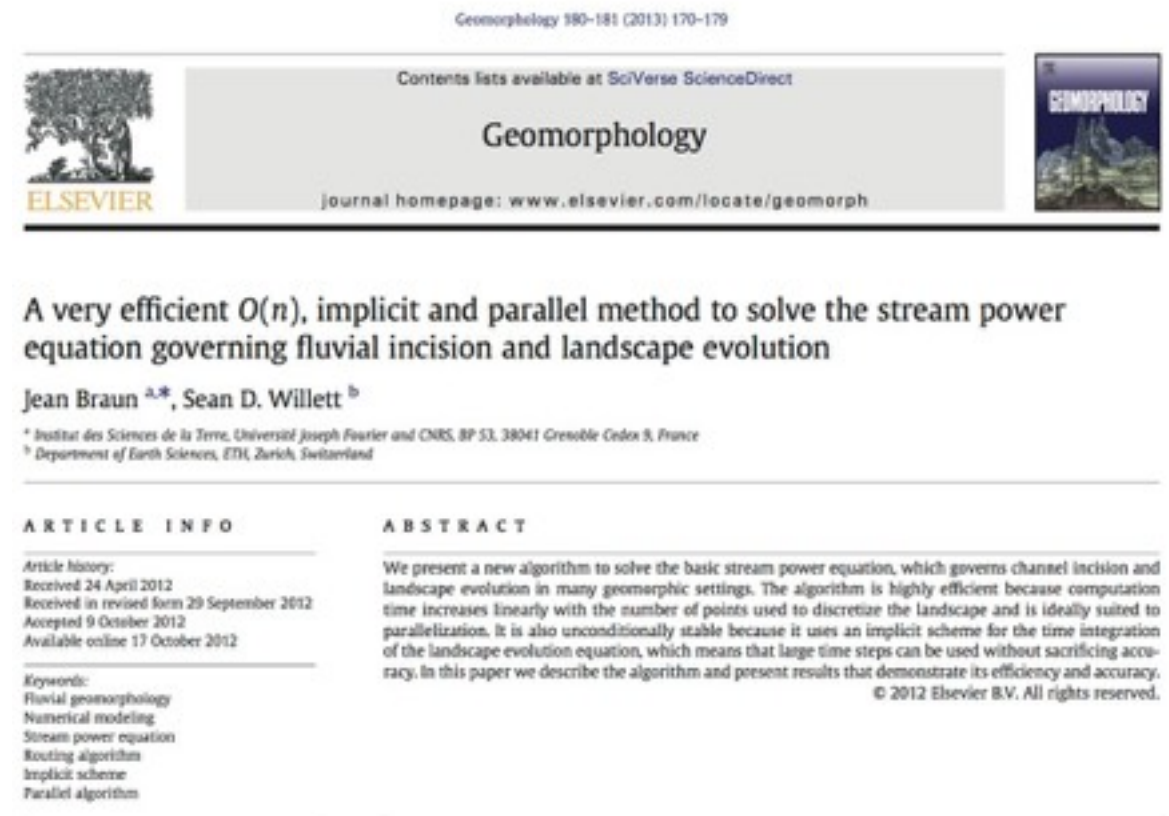 Geomorphology 180–181 (2013) 170–179
Contents lists available at SciVerse ScienceDirect
Geomorphology
journal homepage: www.elsevier.com/locate/geomorph
ELSEVIER
GEOMORPHOLOGY
A very efficient O(n), implicit and parallel method to solve the stream power
equation governing fluvial incision and landscape evolution
Jean Braun a,*, Sean D. Willett b
a Institut des Sciences de la Terre, Université Joseph Fourier and CNRS, BP 53, 38041 Grenoble Cedex 9, France
b Department of Earth Sciences, ETH, Zurich, Switzerland
ARTICLE INFO
Article history:
Received 24 April 2012
Received in revised form 29 September 2012
Accepted 9 October 2012
Available online 17 October 2012
Keywords:
Fluvial geomorphology
Numerical modeling
Stream power equation
Routing algorithm
Implicit scheme
Parallel algorithm
ABSTRACT
We present a new algorithm to solve the basic stream power equation, which governs channel incision and
landscape evolution in many geomorphic settings. The algorithm is highly efficient because computation
time increases linearly with the number of points used to discretize the landscape and is ideally suited to
parallelization. It is also unconditionally stable because it uses an implicit scheme for the time integration
of the landscape evolution equation, which means that large time steps can be used without sacrificing accu-
racy. In this paper we describe the algorithm and present results that demonstrate its efficiency and accuracy.
© 2012 Elsevier B.V. All rights reserved.